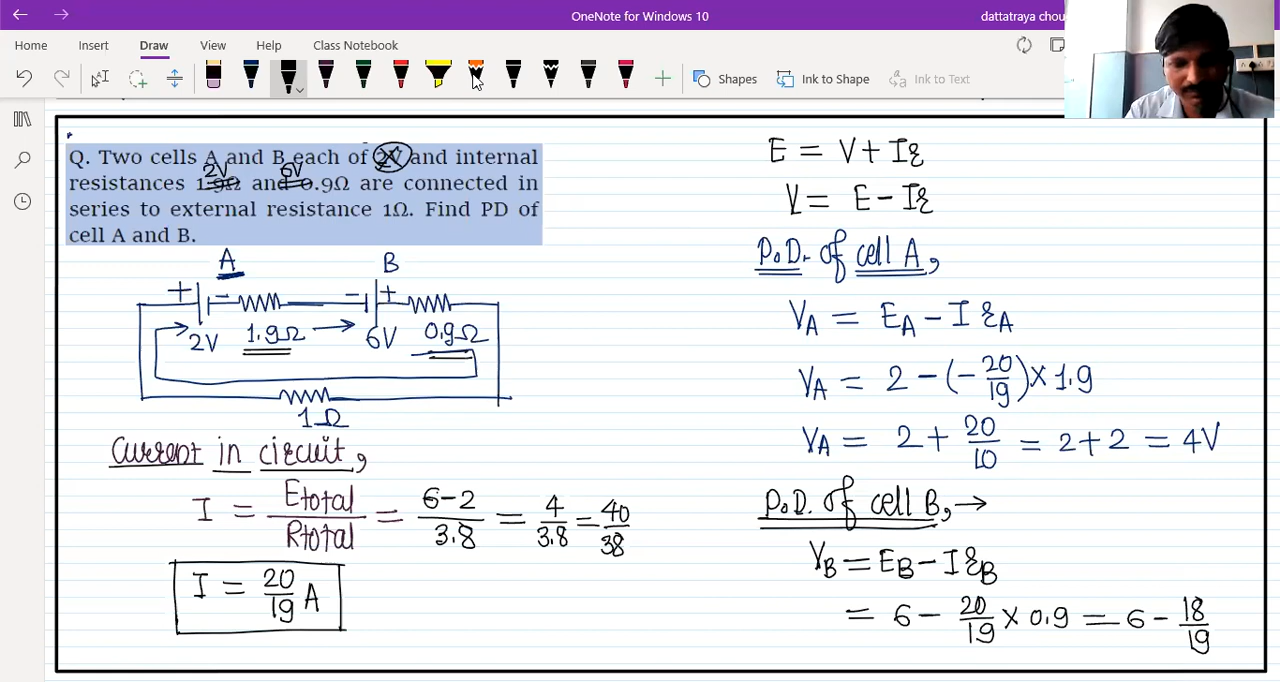 OneNote for Windows 10
dattatraya chou
Home Insert Draw View Help Class Notebook
Shapes Ink to Shape Ink to Text
Q. Two cells A and B each of 2V and internal
2V 6V
resistances 1.9Ω and 0.9Ω are connected in
series to external resistance 1Ω. Find PD of
cell A and B.
A B
+ - - +
2V 1.9Ω 6V 0.9Ω
1Ω
Current in circuit,
I = Etotal / Rtotal = 6-2 / 3.8 = 4 / 3.8 = 40 / 38
I = 20/19 A
E = V + Ir
V = E - Ir
P.D. of cell A,
VA = EA - I rA
VA = 2 - (- 20/19) × 1.9
VA = 2 + 20/10 = 2 + 2 = 4V
P.D. of cell B, →
VB = EB - I rB
= 6 - 20/19 × 0.9 = 6 - 18/19